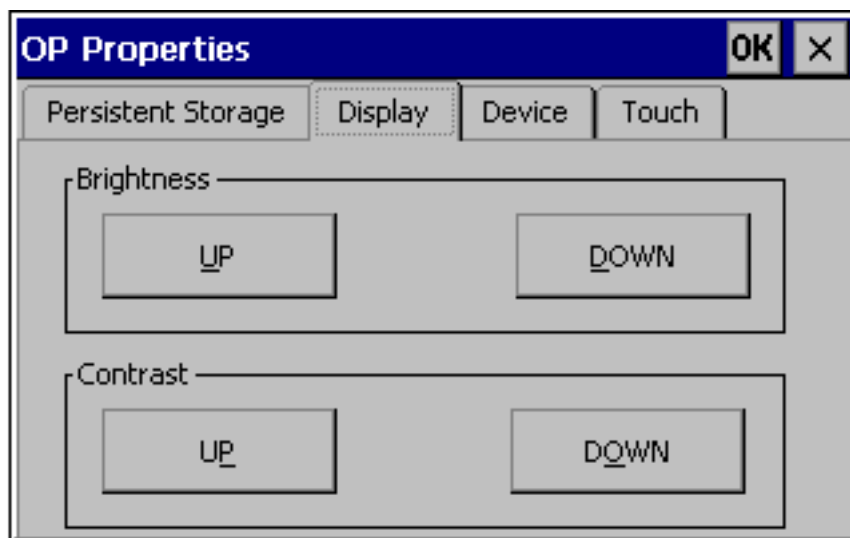 OP Properties OK ×
Persistent Storage Display Device Touch
Brightness
UP DOWN
Contrast
UP DOWN